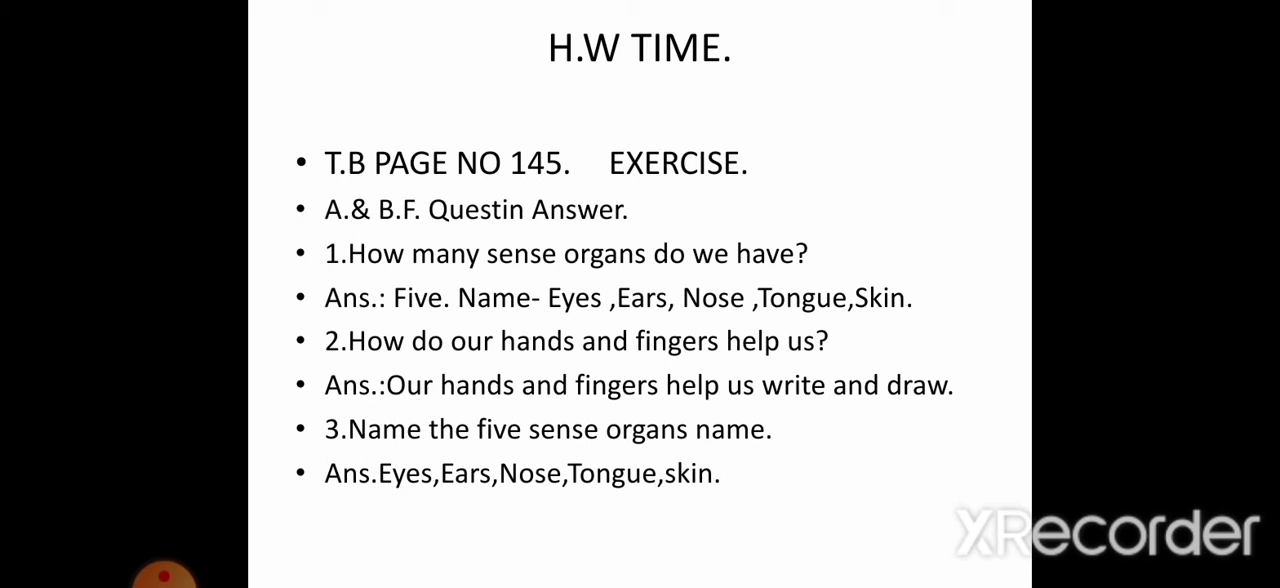 H.W TIME.
• T.B PAGE NO 145. EXERCISE.
• A.& B.F. Questin Answer.
• 1.How many sense organs do we have?
• Ans.: Five. Name- Eyes ,Ears, Nose ,Tongue,Skin.
• 2.How do our hands and fingers help us?
• Ans.:Our hands and fingers help us write and draw.
• 3.Name the five sense organs name.
• Ans.Eyes,Ears,Nose,Tongue,skin.
XRecorder